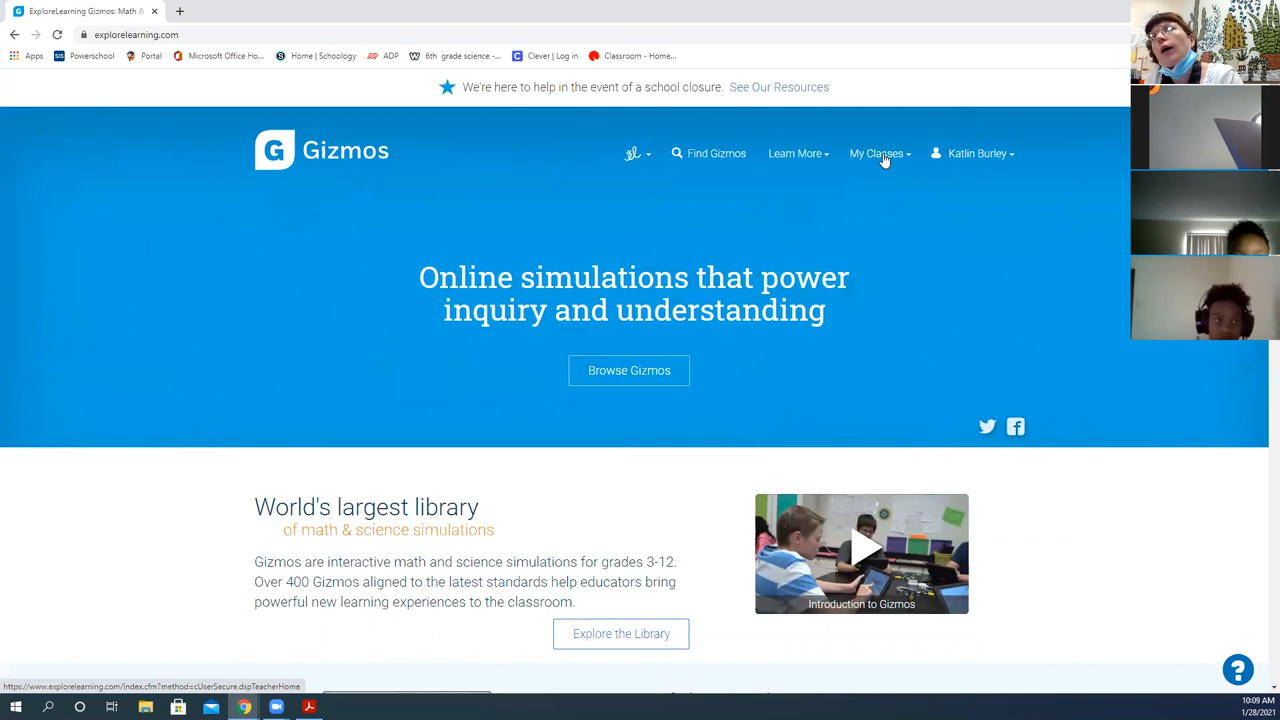 ExploreLearning Gizmos: Math &
explorelearning.com
Apps Powerschool Portal Microsoft Office Ho... Home | Schoology ADP 6th grade science -... Clever | Log in Classroom - Home...
We're here to help in the event of a school closure. See Our Resources
G Gizmos
Find Gizmos Learn More My Classes Katlin Burley
Online simulations that power
inquiry and understanding
Browse Gizmos
World's largest library
of math & science simulations
Gizmos are interactive math and science simulations for grades 3-12.
Over 400 Gizmos aligned to the latest standards help educators bring
powerful new learning experiences to the classroom.
Introduction to Gizmos
Explore the Library
?
https://www.explorelearning.com/index.cfm?method=cUserSecure.dspTeacherHome
10:09 AM
1/28/2021